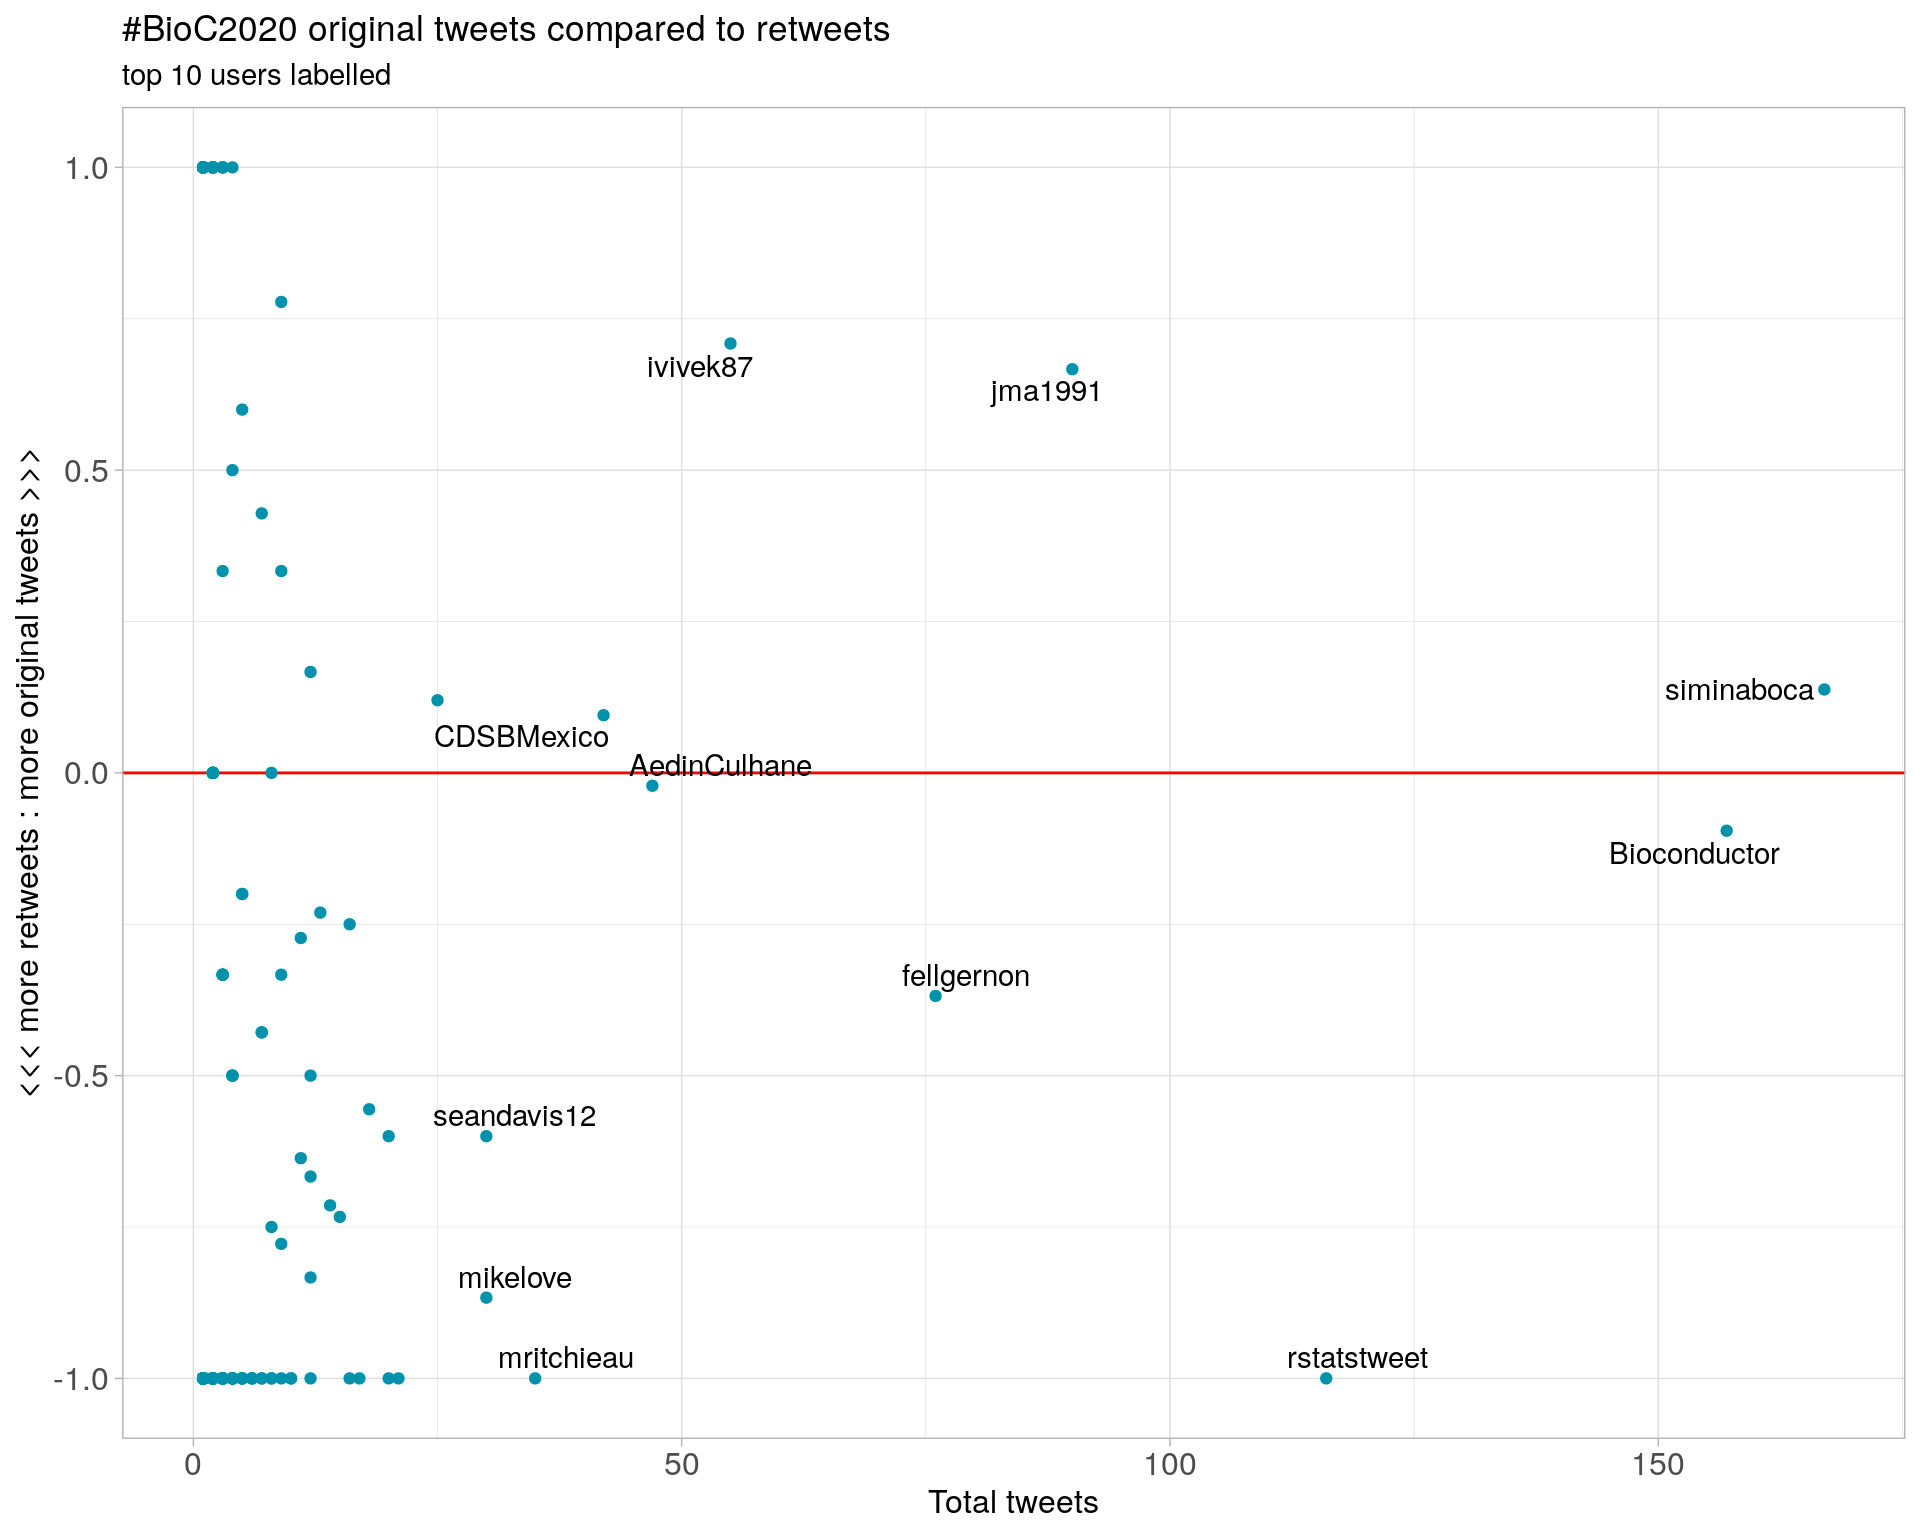 #BioC2020 original tweets compared to retweets
top 10 users labelled
<<< more retweets : more original tweets >>>
1.0
0.5
0.0
-0.5
-1.0
ivivek87
jma1991
siminaboca
CDSBMexico
AedinCulhane
Bioconductor
fellgernon
seandavis12
mikelove
mritchieau
rstatstweet
0
50
100
150
Total tweets